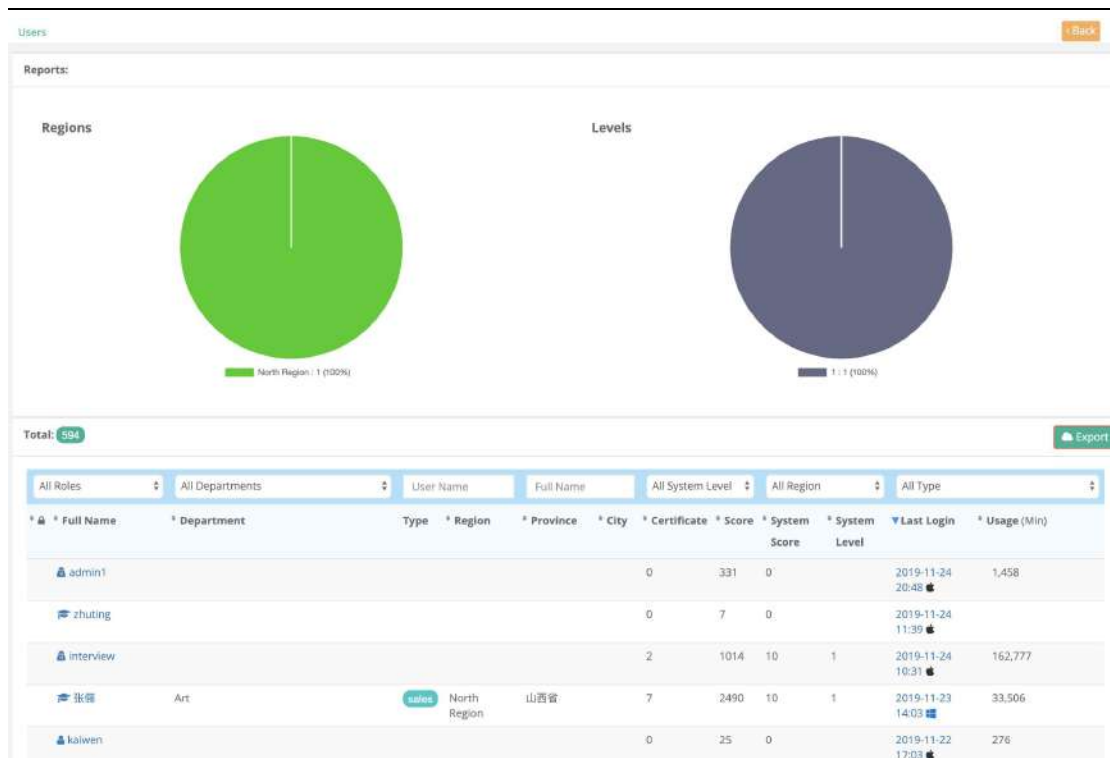 Users
Back
Reports:
Regions
Levels
North Region : 1 (100%)
1 : 1 (100%)
Total: 594
Export
All Roles All Departments User Name Full Name All System Level All Region All Type
Full Name Department Type Region Province City Certificate Score System Score System Level Last Login Usage (Min)
admin1 0 331 0 2019-11-24 1,458
20:48
zhuting 0 7 0 2019-11-24
11:39
interview 2 1014 10 1 2019-11-24 162,777
10:31
Art sales North Region 山西省 7 2490 10 1 2019-11-23 33,506
14:03
kaiwen 0 25 0 2019-11-22 276
17:03